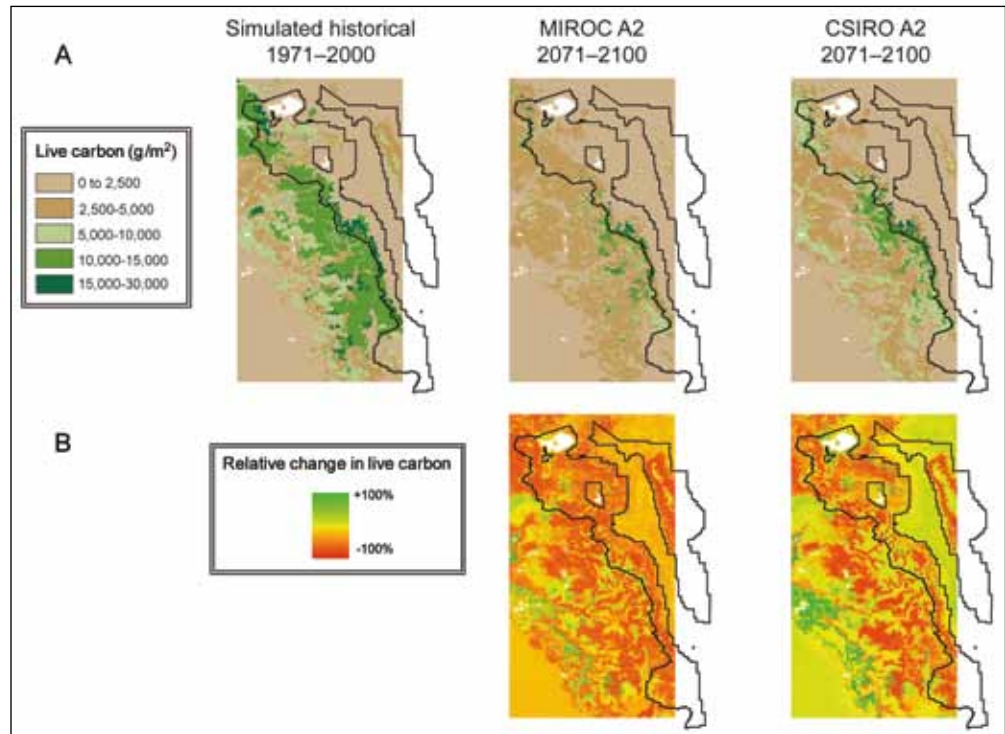 A
Simulated historical
1971–2000
MIROC A2
2071–2100
CSIRO A2
2071–2100
Live carbon (g/m²)
0 to 2,500
2,500-5,000
5,000-10,000
10,000-15,000
15,000-30,000
B
Relative change in live carbon
+100%
-100%